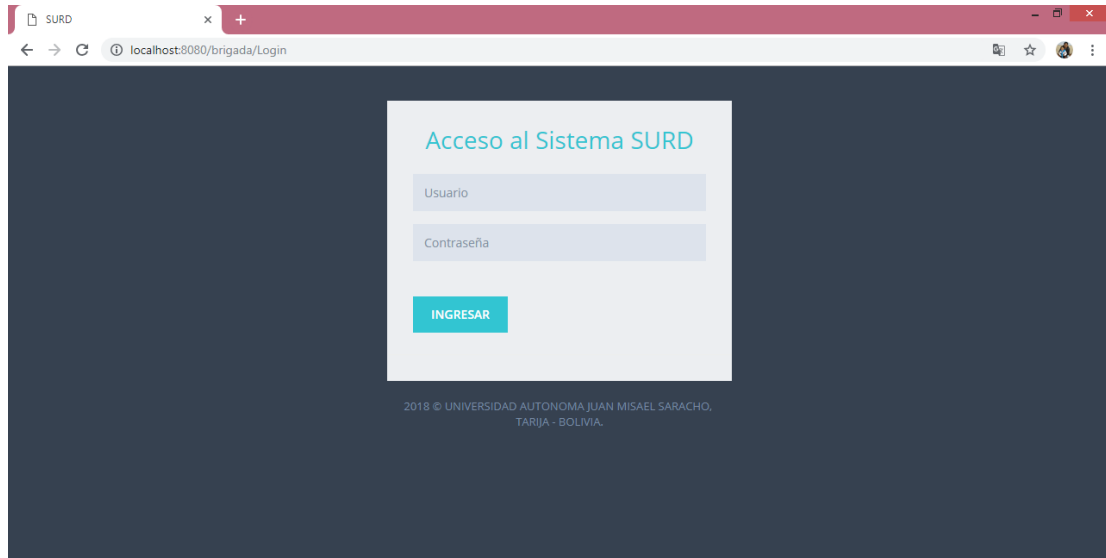 SURD
localhost:8080/brigada/Login
Acceso al Sistema SURD
Usuario
Contraseña
INGRESAR
2018 © UNIVERSIDAD AUTONOMA JUAN MISAEL SARACHO,
TARIJA - BOLIVIA.